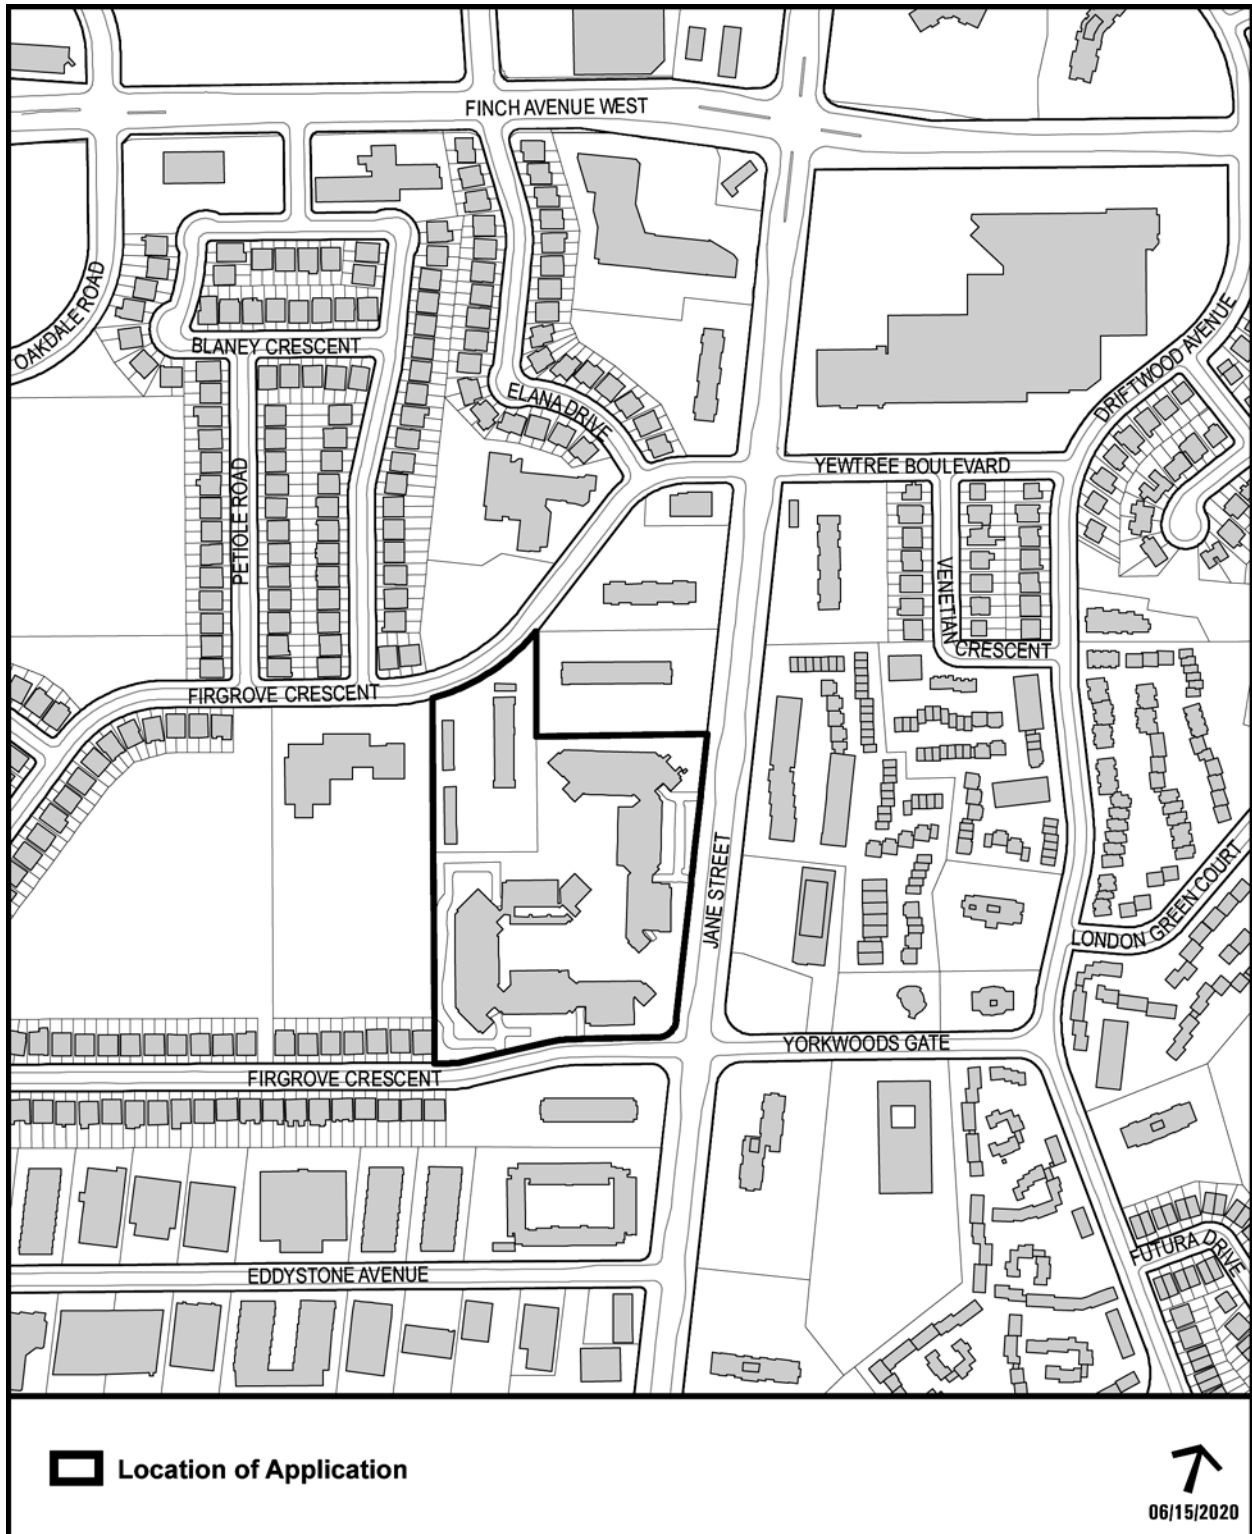 FINCH AVENUE WEST
OAKDALE ROAD
BLANEY CRESCENT
ELANA DRIVE
DRIFTWOOD AVENUE
YEWTREE BOULEVARD
PETIOLE ROAD
VENETIAN
CRESCENT
FIRGROVE CRESCENT
JANE STREET
LONDON GREEN COURT
YORKWOODS GATE
FIRGROVE CRESCENT
FUTURA DRIVE
EDDYSTONE AVENUE
Location of Application
06/15/2020